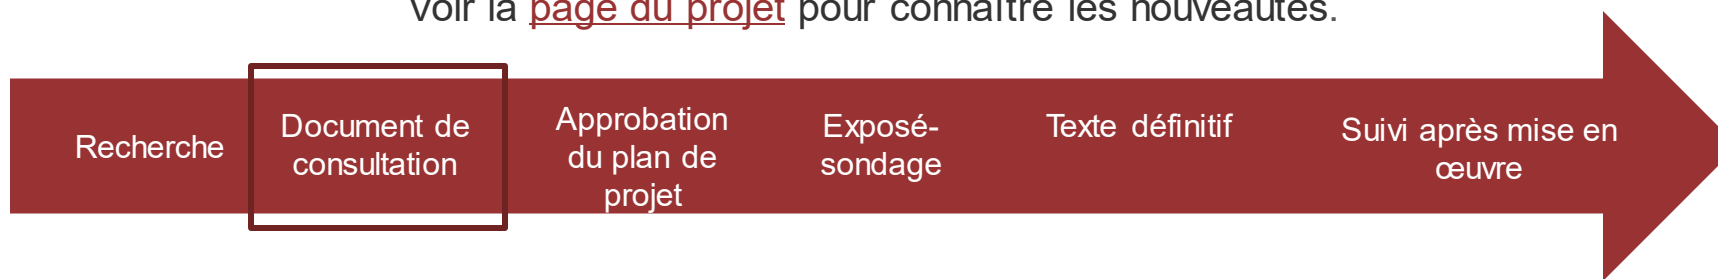 Voir la page du projet pour connaître les nouveautés.
Recherche
Document de
consultation
Approbation
du plan de
projet
Exposé-
sondage
Texte définitif
Suivi après mise en
œuvre